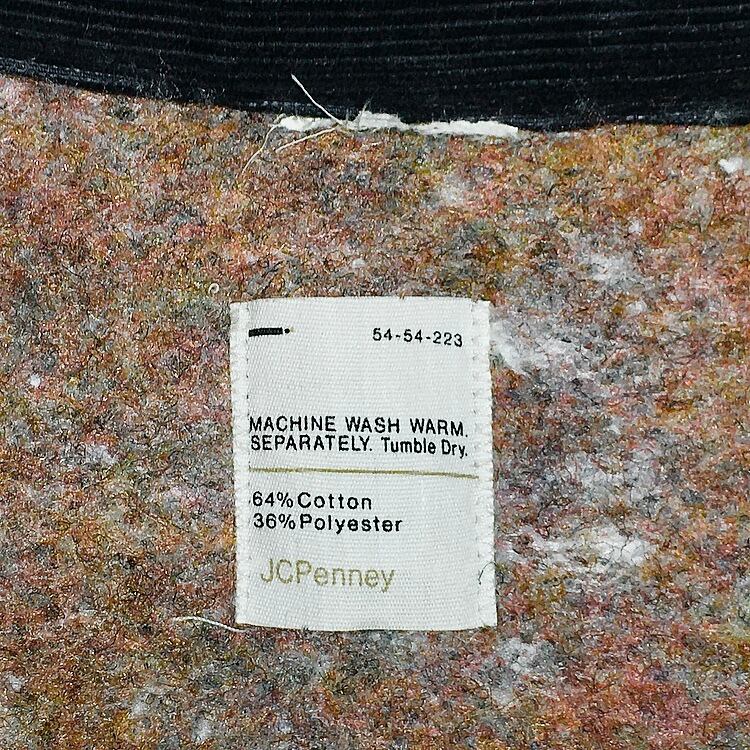 54-54-223
MACHINE WASH WARM.
SEPARATELY. Tumble Dry.
64% Cotton
36% Polyester
JCPenney